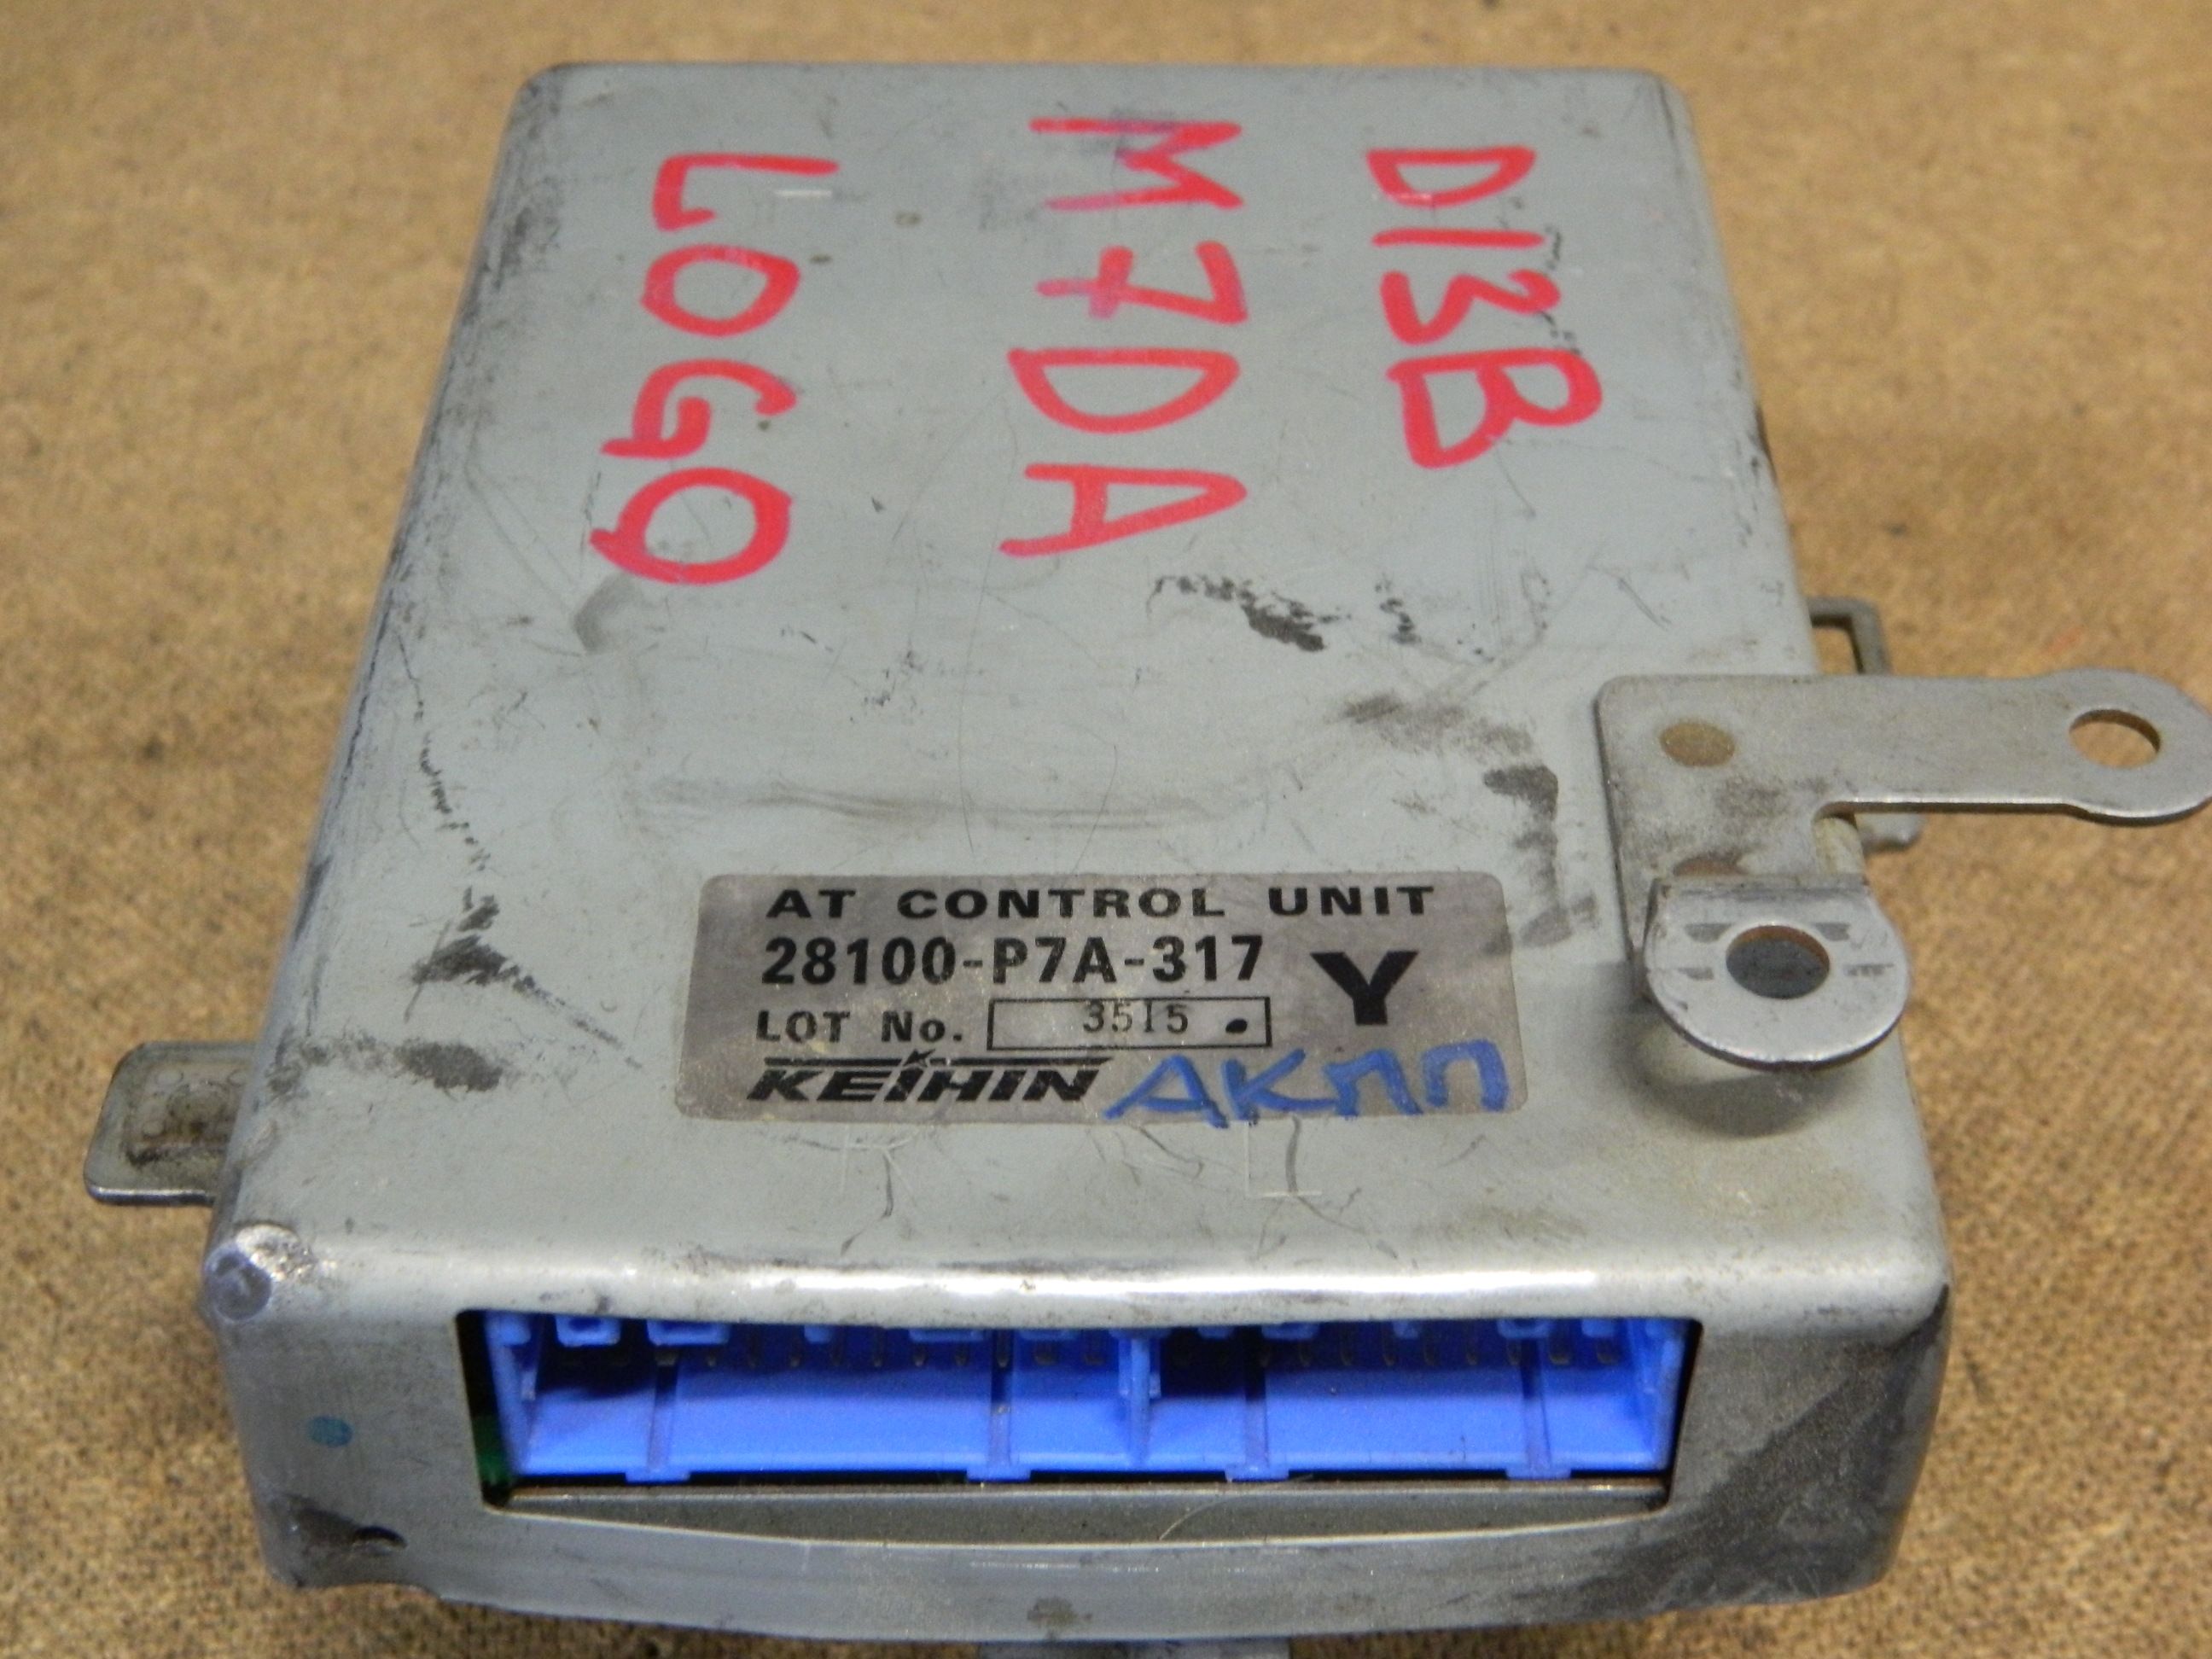 D13B
M7DA
LOGO
AT CONTROL UNIT
28100-P7A-317 Y
LOT No. 3515
KEIHIN АКПП